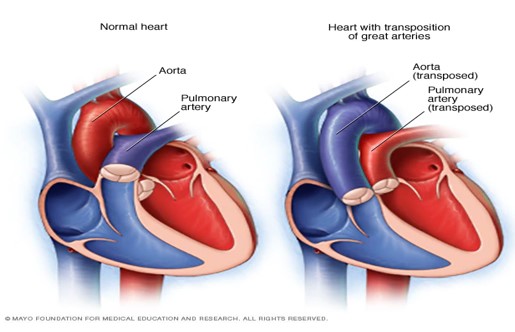 Normal heart
Heart with transposition
of great arteries
Aorta
Pulmonary
artery
Aorta
(transposed)
Pulmonary
artery
(transposed)
© MAYO FOUNDATION FOR MEDICAL EDUCATION AND RESEARCH. ALL RIGHTS RESERVED.